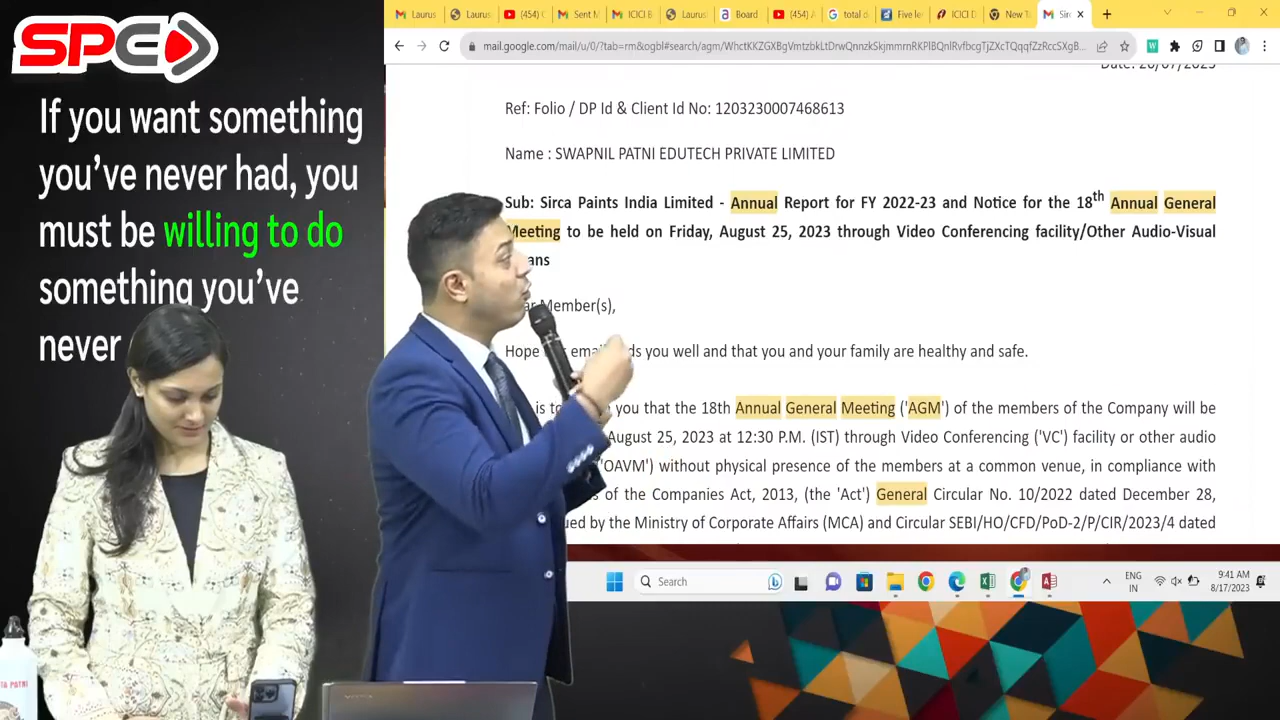 SPE
If you want something
you've never had, you
must be willing to do
something you've
never
Laurus
Laurus
(454) (
Sent M
ICICI B
Laurus
Board
(454) A
total d
Five le
ICICI D
New T
Sirc
mail.google.com/mail/u/0/?tab=rm&ogbl#search/agm/
Ref: Folio / DP Id & Client Id No: 1203230007468613
Name : SWAPNIL PATNI EDUTECH PRIVATE LIMITED
Sub: Sirca Paints India Limited - Annual Report for FY 2022-23 and Notice for the 18th Annual General
Meeting to be held on Friday, August 25, 2023 through Video Conferencing facility/Other Audio-Visual
ans
Member(s),
Hope email ds you well and that you and your family are healthy and safe.
is to you that the 18th Annual General Meeting ('AGM') of the members of the Company will be
August 25, 2023 at 12:30 P.M. (IST) through Video Conferencing ('VC') facility or other audio
'OAVM') without physical presence of the members at a common venue, in compliance with
s of the Companies Act, 2013, (the 'Act') General Circular No. 10/2022 dated December 28,
ued by the Ministry of Corporate Affairs (MCA) and Circular SEBI/HO/CFD/PoD-2/P/CIR/2023/4 dated
Search
ENG
IN
9:41 AM
8/17/2023
TA PATNI